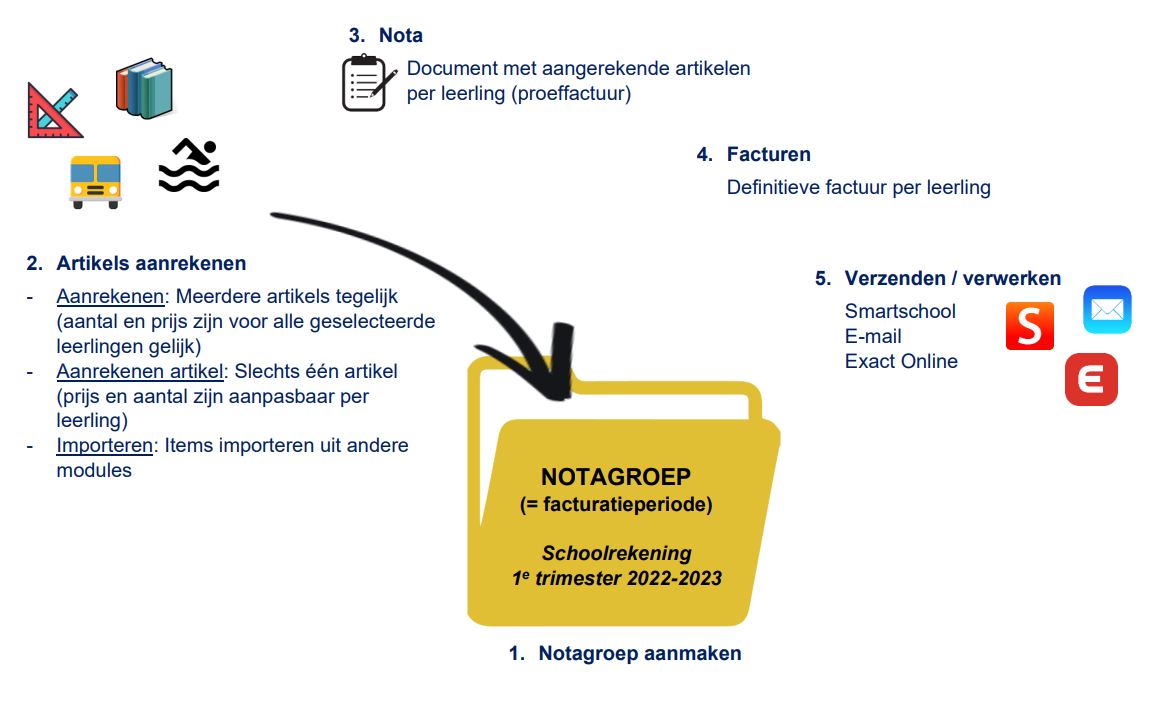 3. Nota
Document met aangerekende artikelen
per leerling (proeffactuur)
4. Facturen
Definitieve factuur per leerling
2. Artikels aanrekenen
- Aanrekenen: Meerdere artikels tegelijk
(aantal en prijs zijn voor alle geselecteerde
leerlingen gelijk)
- Aanrekenen artikel: Slechts één artikel
(prijs en aantal zijn aanpasbaar per
leerling)
- Importeren: Items importeren uit andere
modules
5. Verzenden / verwerken
Smartschool
E-mail
Exact Online
S
E
NOTAGROEP
(= facturatieperiode)
Schoolrekening
1e trimester 2022-2023
1. Notagroep aanmaken